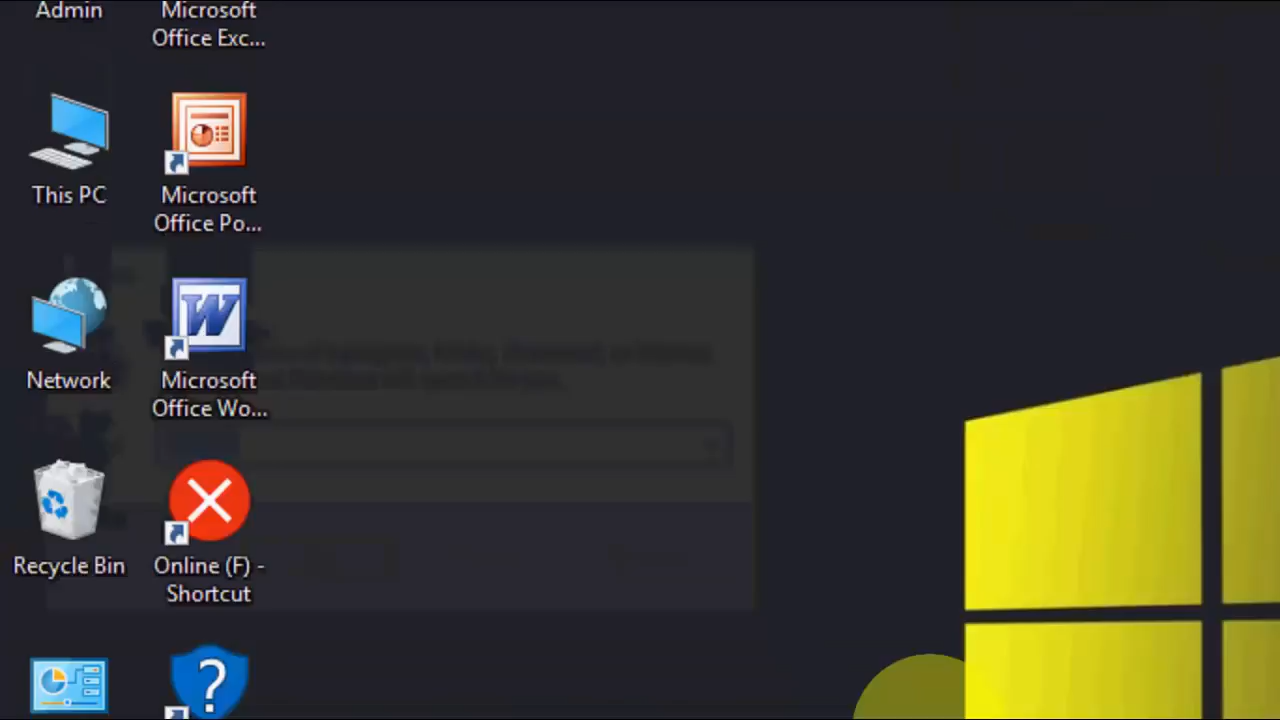 Admin
Microsoft
Office Exc...
This PC
Microsoft
Office Po...
Network
Microsoft
Office Wo...
Recycle Bin
Online (F) -
Shortcut